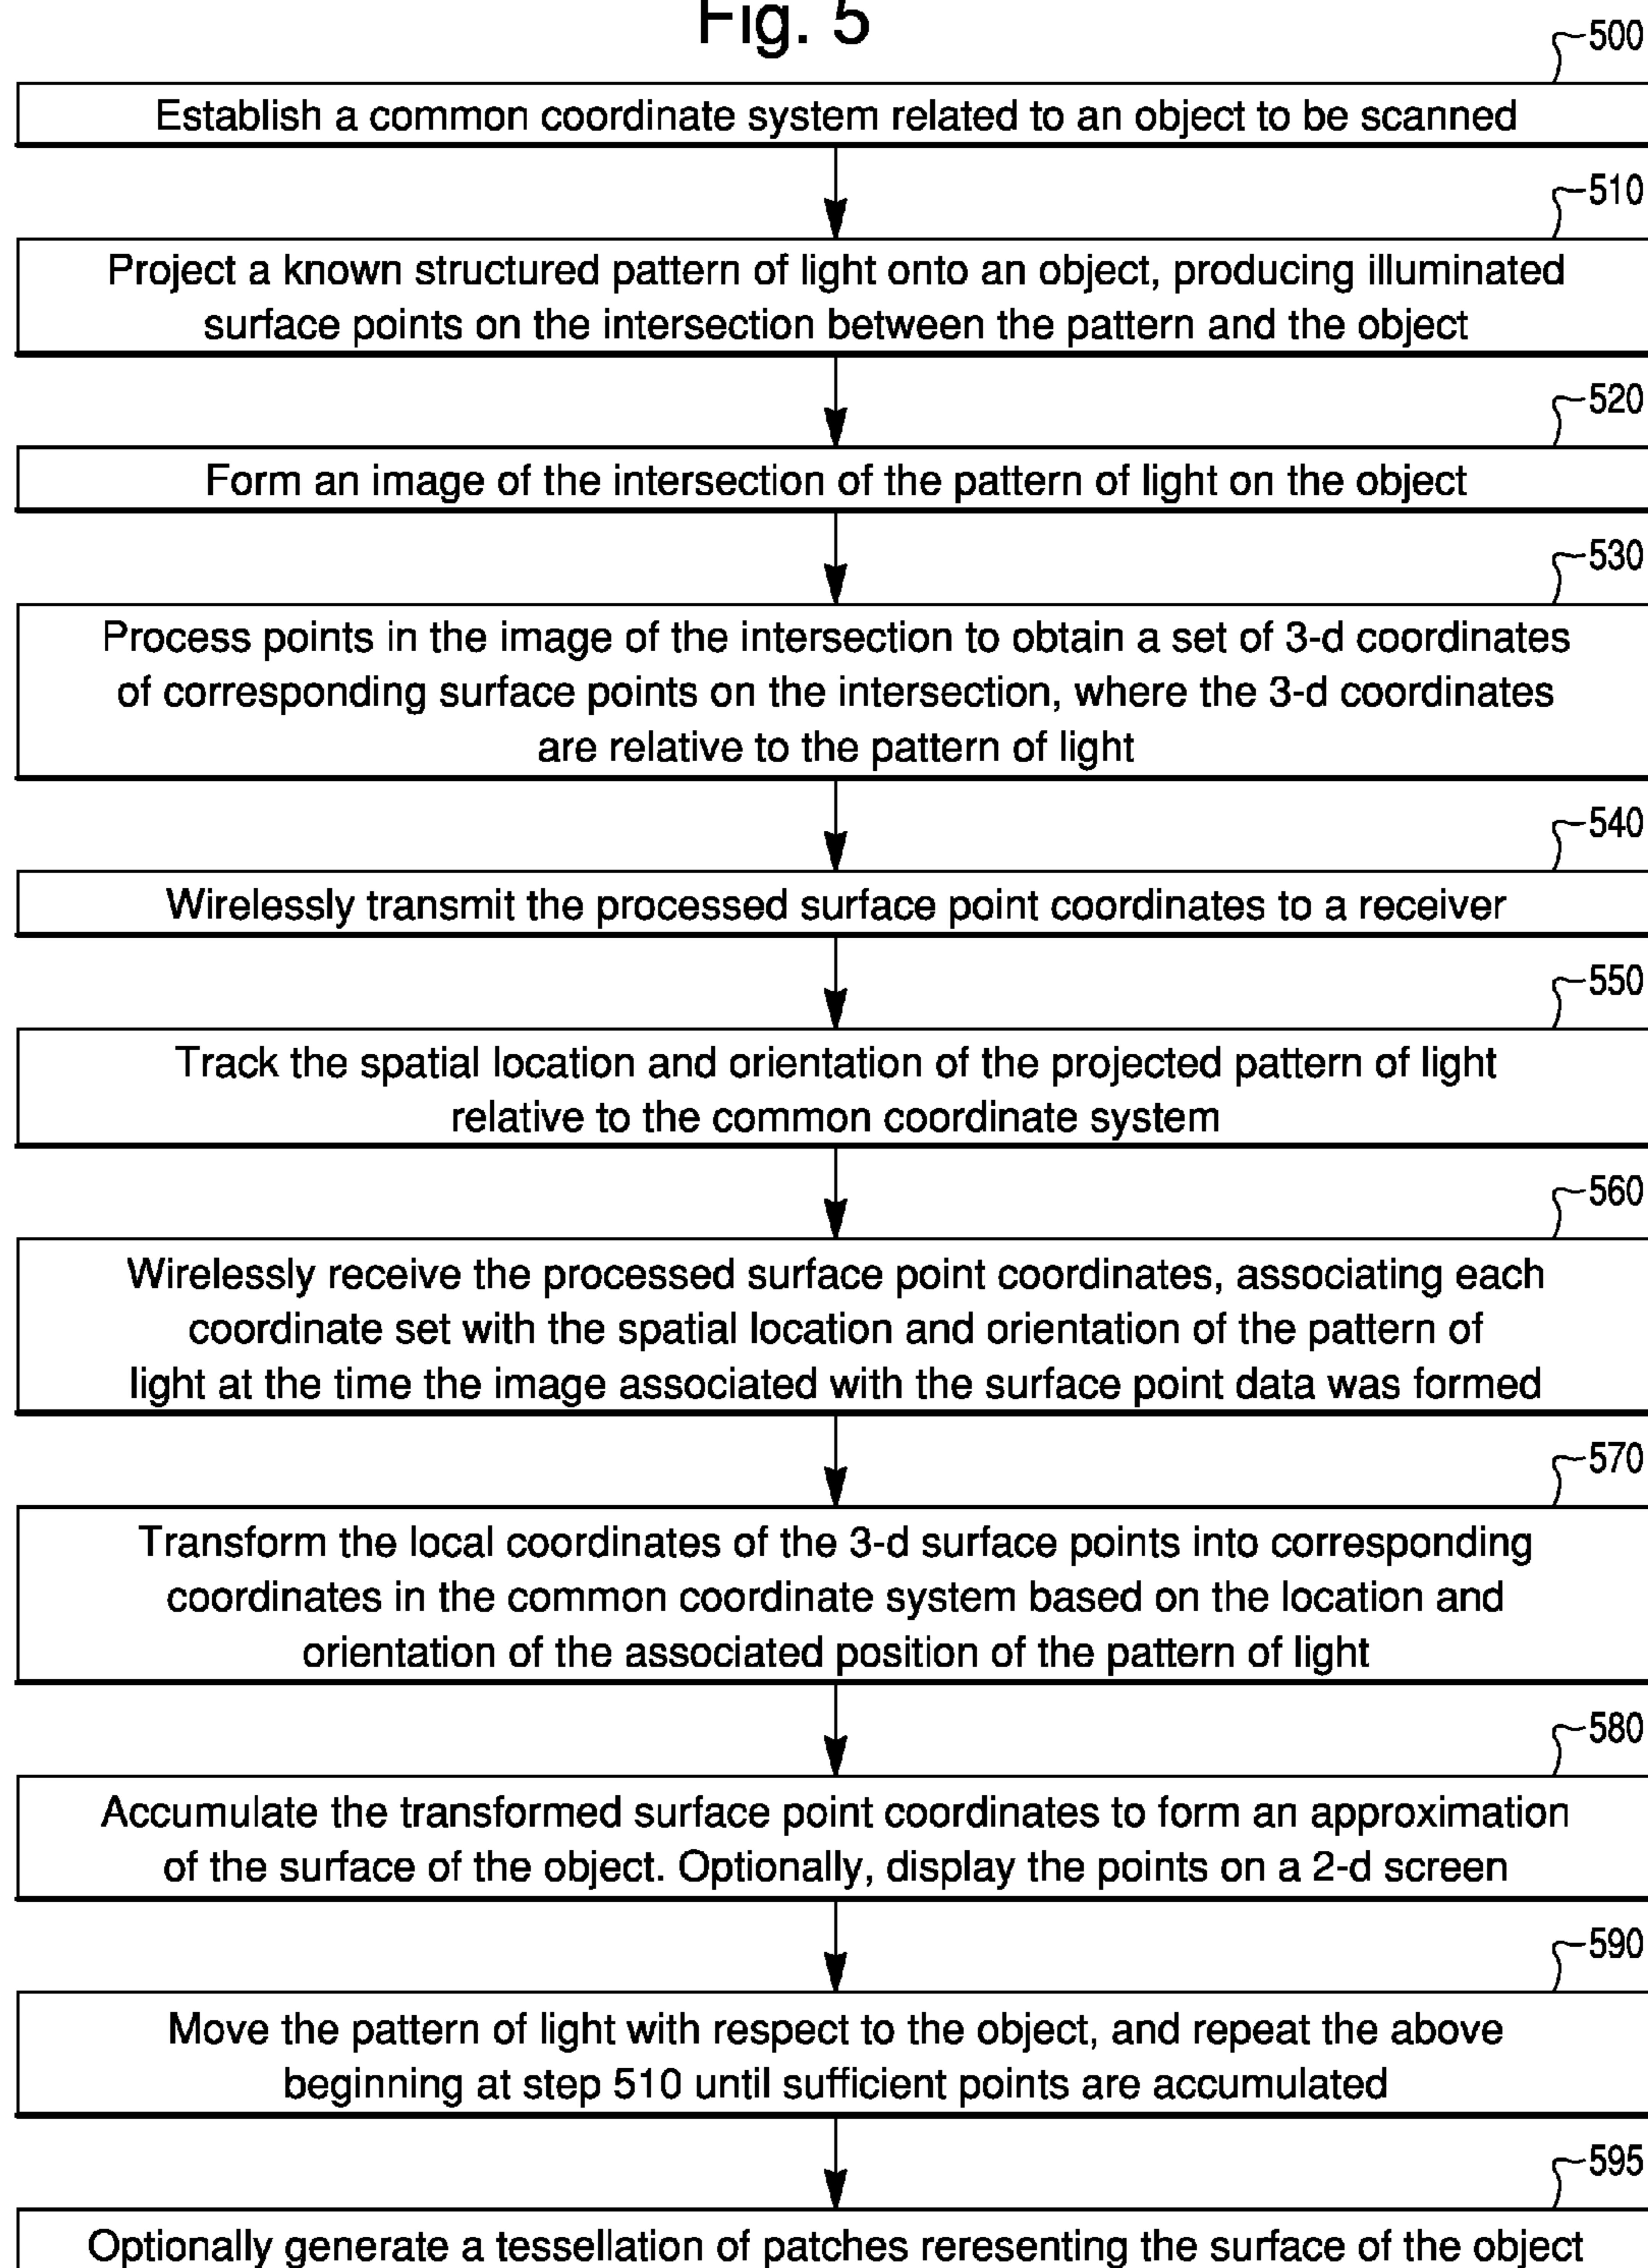 Fig. 5
500
Establish a common coordinate system related to an object to be scanned
510
Project a known structured pattern of light onto an object, producing illuminated
surface points on the intersection between the pattern and the object
520
Form an image of the intersection of the pattern of light on the object
530
Process points in the image of the intersection to obtain a set of 3-d coordinates
of corresponding surface points on the intersection, where the 3-d coordinates
are relative to the pattern of light
540
Wirelessly transmit the processed surface point coordinates to a receiver
550
Track the spatial location and orientation of the projected pattern of light
relative to the common coordinate system
560
Wirelessly receive the processed surface point coordinates, associating each
coordinate set with the spatial location and orientation of the pattern of
light at the time the image associated with the surface point data was formed
570
Transform the local coordinates of the 3-d surface points into corresponding
coordinates in the common coordinate system based on the location and
orientation of the associated position of the pattern of light
580
Accumulate the transformed surface point coordinates to form an approximation
of the surface of the object. Optionally, display the points on a 2-d screen
590
Move the pattern of light with respect to the object, and repeat the above
beginning at step 510 until sufficient points are accumulated
595
Optionally generate a tessellation of patches reresenting the surface of the object